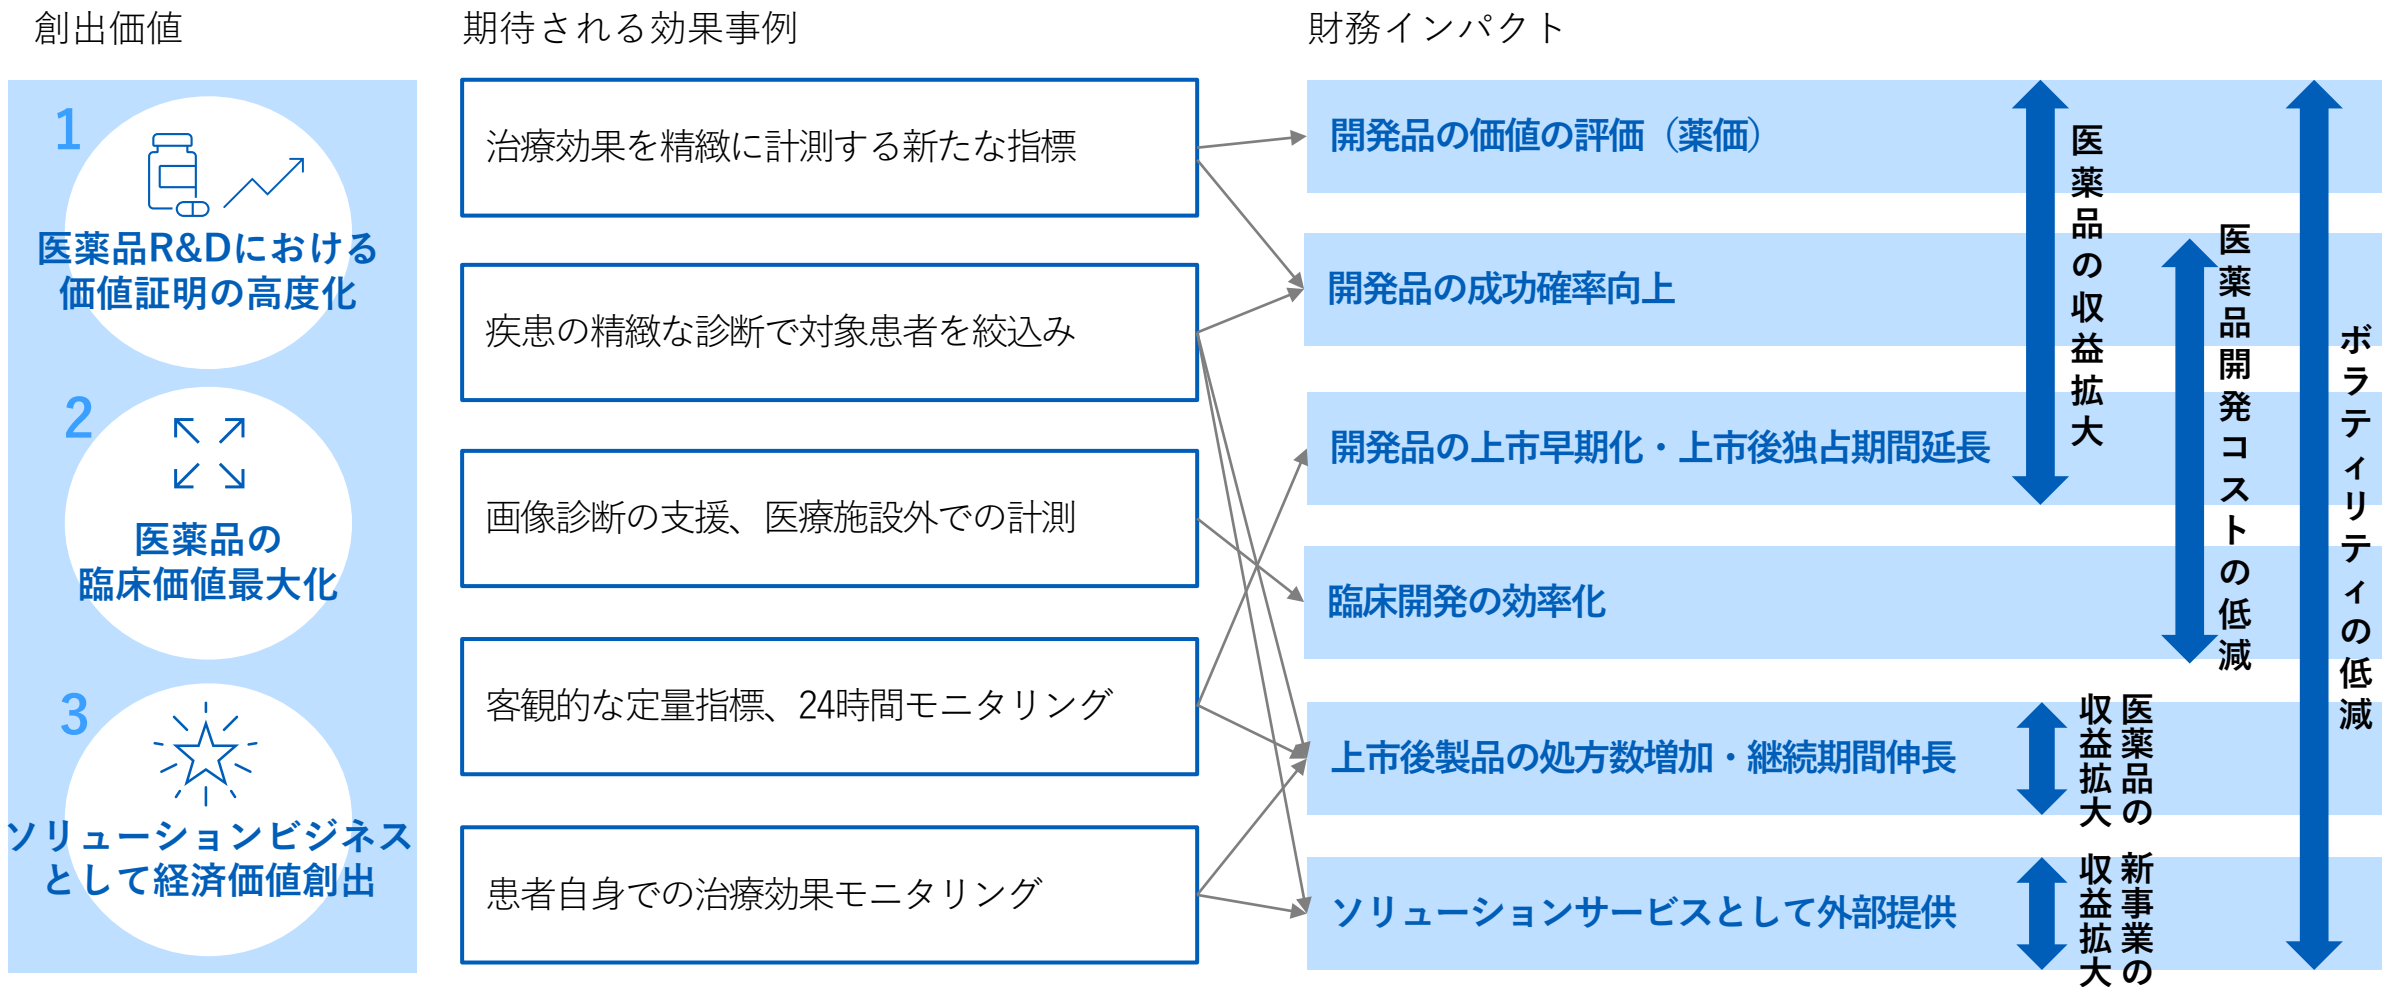 創出価値
期待される効果事例
財務インパクト
1
医薬品R&Dにおける
価値証明の高度化
2
医薬品の
臨床価値最大化
3
ソリューションビジネス
として経済価値創出
治療効果を精緻に計測する新たな指標
疾患の精緻な診断で対象患者を絞込み
画像診断の支援、医療施設外での計測
客観的な定量指標、24時間モニタリング
患者自身での治療効果モニタリング
開発品の価値の評価（薬価）
開発品の成功確率向上
開発品の上市早期化・上市後独占期間延長
臨床開発の効率化
上市後製品の処方数増加・継続期間伸長
ソリューションサービスとして外部提供
医薬品の収益拡大
医薬品開発コストの低減
ボラティリティの低減
医薬品の
収益拡大
新事業の
収益拡大